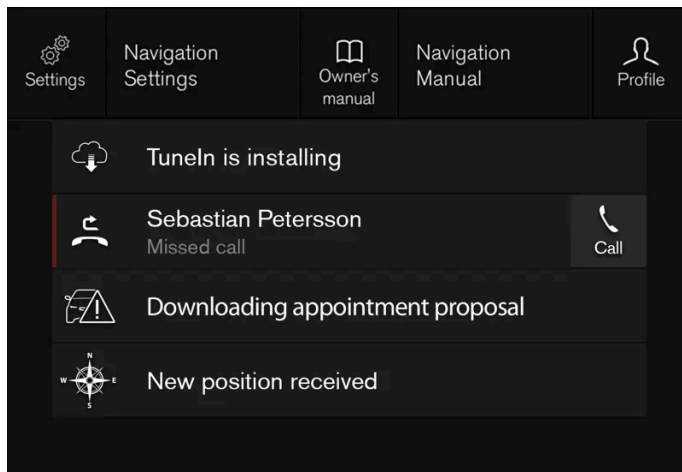 Settings
Navigation
Settings
Owner's
manual
Navigation
Manual
Profile
TuneIn is installing
Sebastian Petersson
Missed call
Call
Downloading appointment proposal
New position received
N
W
E
S